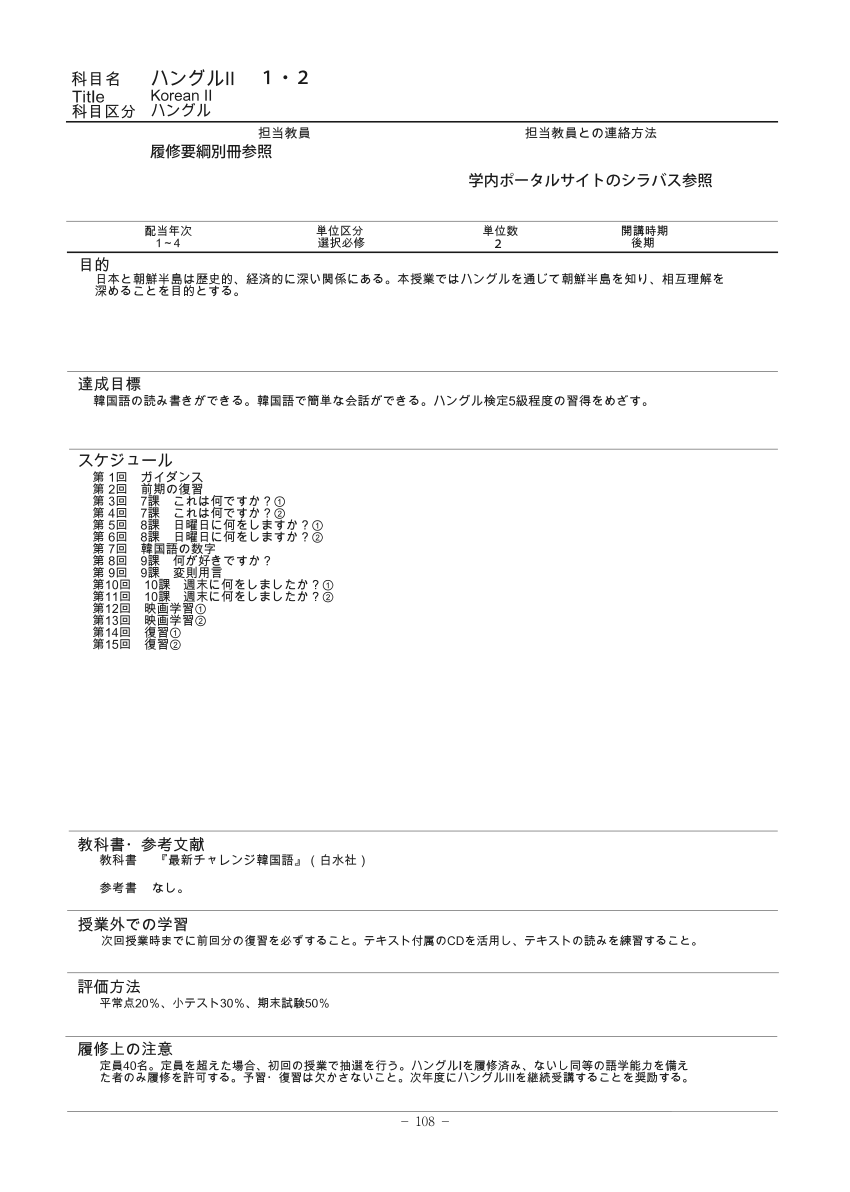 科目名 ハングルII 1・2
Title Korean II
科目区分 ハングル
担当教員 担当教員との連絡方法
履修要綱別冊参照
学内ポータルサイトのシラバス参照
配当年次 単位区分 単位数 開講時期
1~4 選択必修 2 後期
目的
日本と朝鮮半島は歴史的、経済的に深い関係にある。本授業ではハングルを通じて朝鮮半島を知り、相互理解を
深めることを目的とする。
達成目標
韓国語の読み書きができる。韓国語で簡単な会話ができる。ハングル検定5級程度の習得をめざす。
スケジュール
第 1回 ガイダンス
第 2回 前期の復習
第 3回 7課 これは何ですか?①
第 4回 7課 これは何ですか?②
第 5回 8課 日曜日に何をしますか?①
第 6回 8課 日曜日に何をしますか?②
第 7回 韓国語の数字
第 8回 9課 何が好きですか?
第 9回 9課 変則用言
第10回 10課 週末に何をしましたか?①
第11回 10課 週末に何をしましたか?②
第12回 映画学習①
第13回 映画学習②
第14回 復習①
第15回 復習②
教科書・参考文献
教科書 『最新チャレンジ韓国語』(白水社)
参考書 なし。
授業外での学習
次回授業時までに前回分の復習を必ずすること。テキスト付属のCDを活用し、テキストの読みを練習すること。
評価方法
平常点20%、小テスト30%、期末試験50%
履修上の注意
定員40名。定員を超えた場合、初回の授業で抽選を行う。ハングルIを履修済み、ないし同等の語学能力を備え
た者のみ履修を許可する。予習・復習は欠かさないこと。次年度にハングルIIIを継続受講することを奨励する。
- 108 -